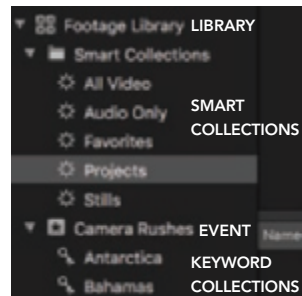 Footage Library LIBRARY
Smart Collections
All Video
Audio Only SMART
COLLECTIONS
Favorites
Projects
Stills
Camera Rushes EVENT Name
Antarctica KEYWORD
Bahamas COLLECTIONS